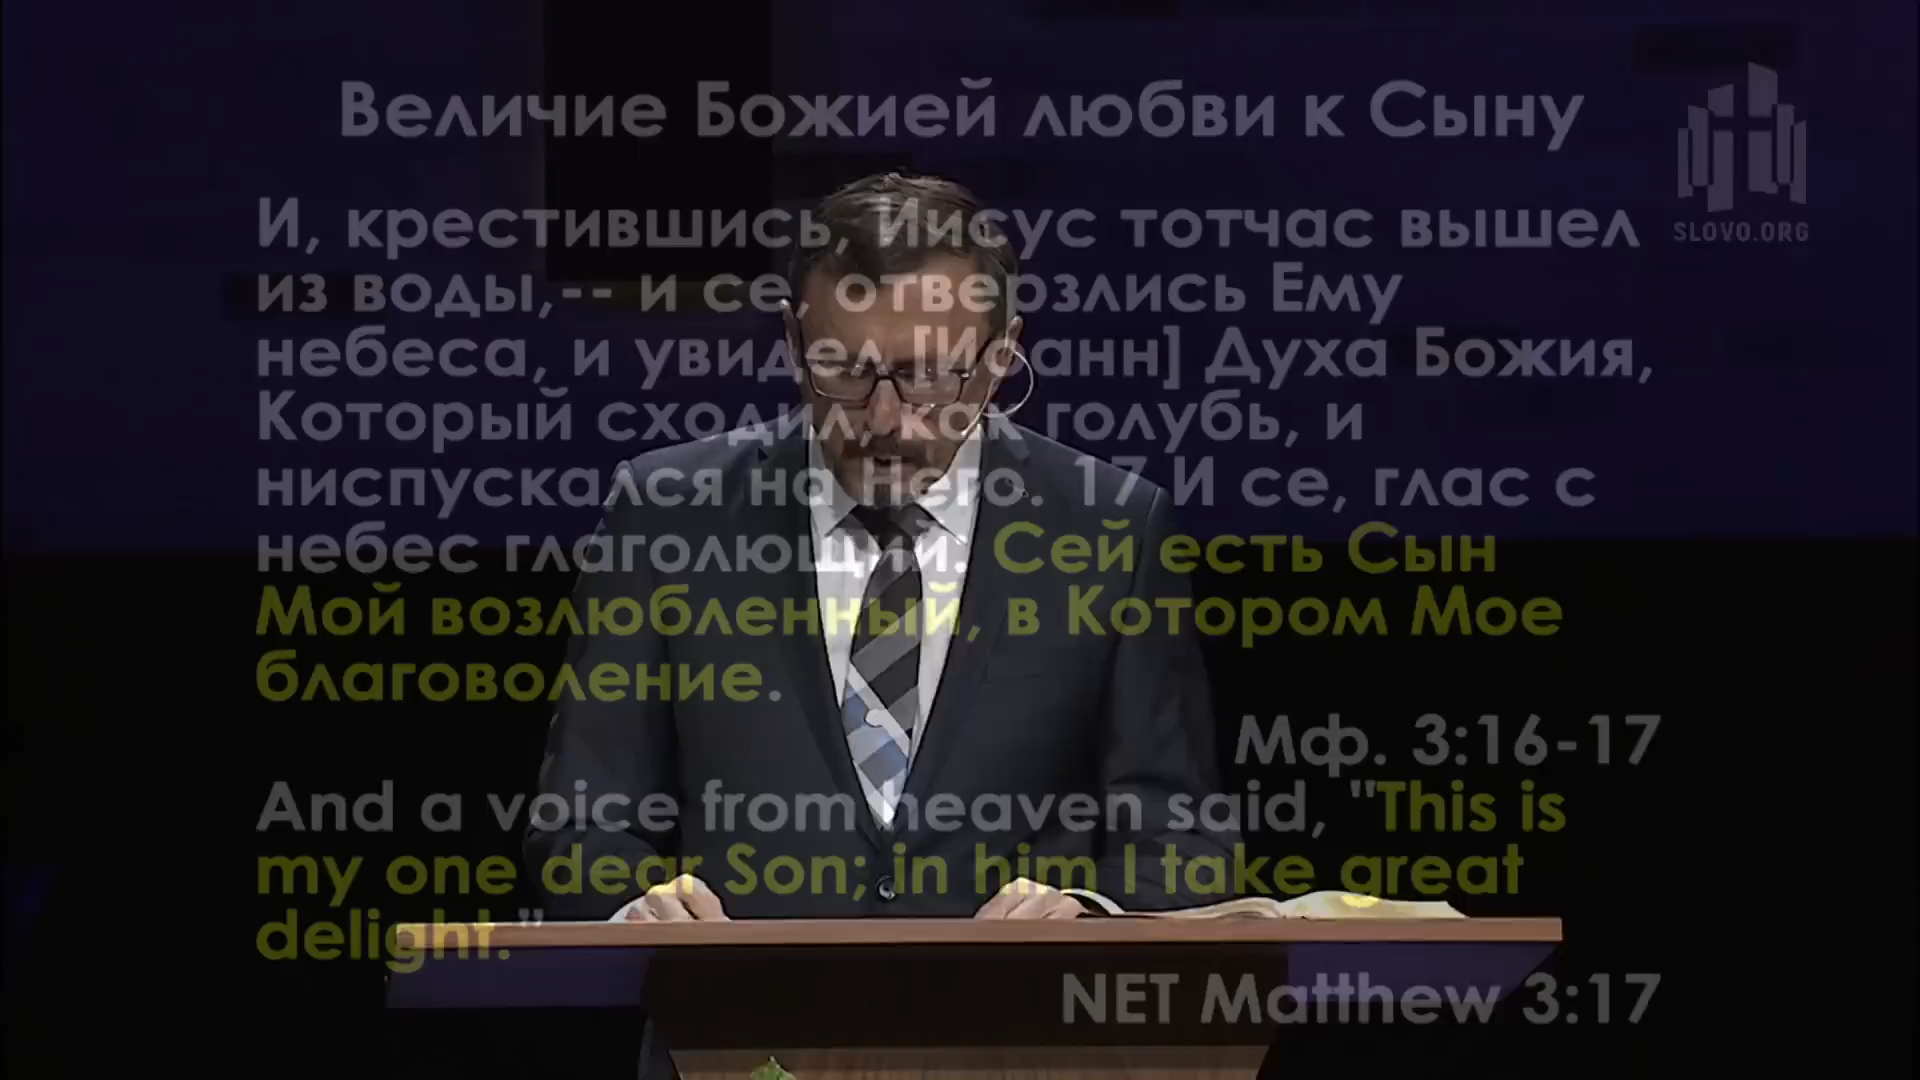 Величие Божией любви к Сыну
SLOVO.ORG
И, крестившись, Иисус тотчас вышел
из воды,-- и се, отверзлись Ему
небеса, и увидел [Иоанн] Духа Божия,
Который сходил, как голубь, и
ниспускался на Него. 17 И се, глас с
небес глаголющий: Сей есть Сын
Мой возлюбленный, в Котором Мое
благоволение.
Мф. 3:16-17
And a voice from heaven said, "This is
my one dear Son; in him I take great
delight."
NET Matthew 3:17